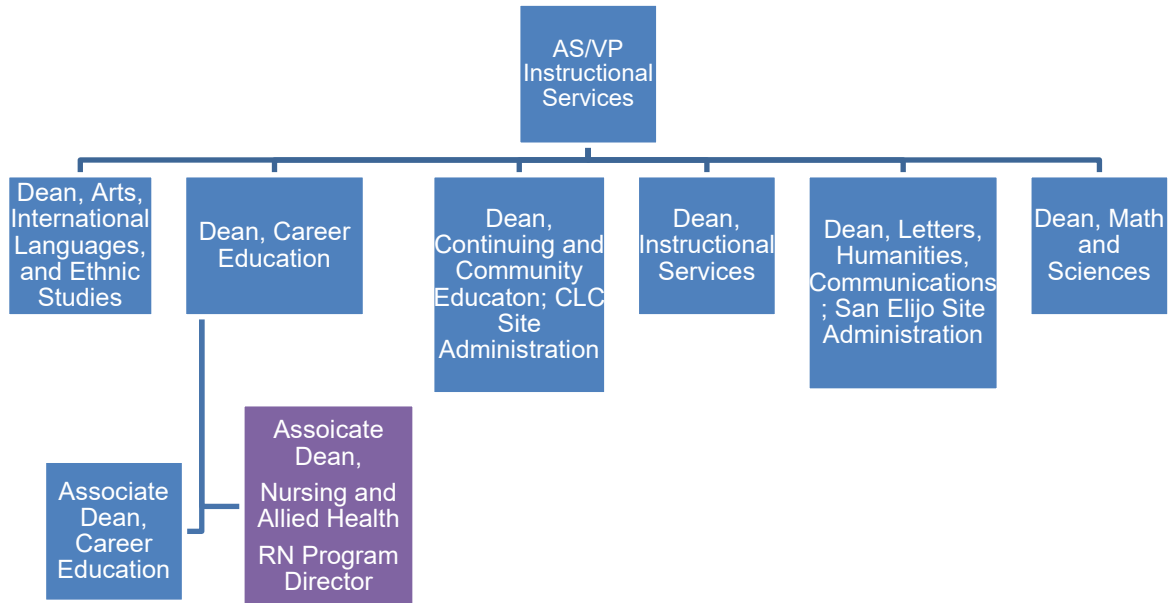 AS/VP
Instructional
Services
Dean, Arts,
International
Languages,
and Ethnic
Studies
Dean, Career
Education
Dean,
Continuing and
Community
Educaton; CLC
Site
Administration
Dean,
Instructional
Services
Dean, Letters,
Humanities,
Communications
; San Elijo Site
Administration
Dean, Math
and
Sciences
Associate
Dean,
Career
Education
Assoicate
Dean,
Nursing and
Allied Health
RN Program
Director